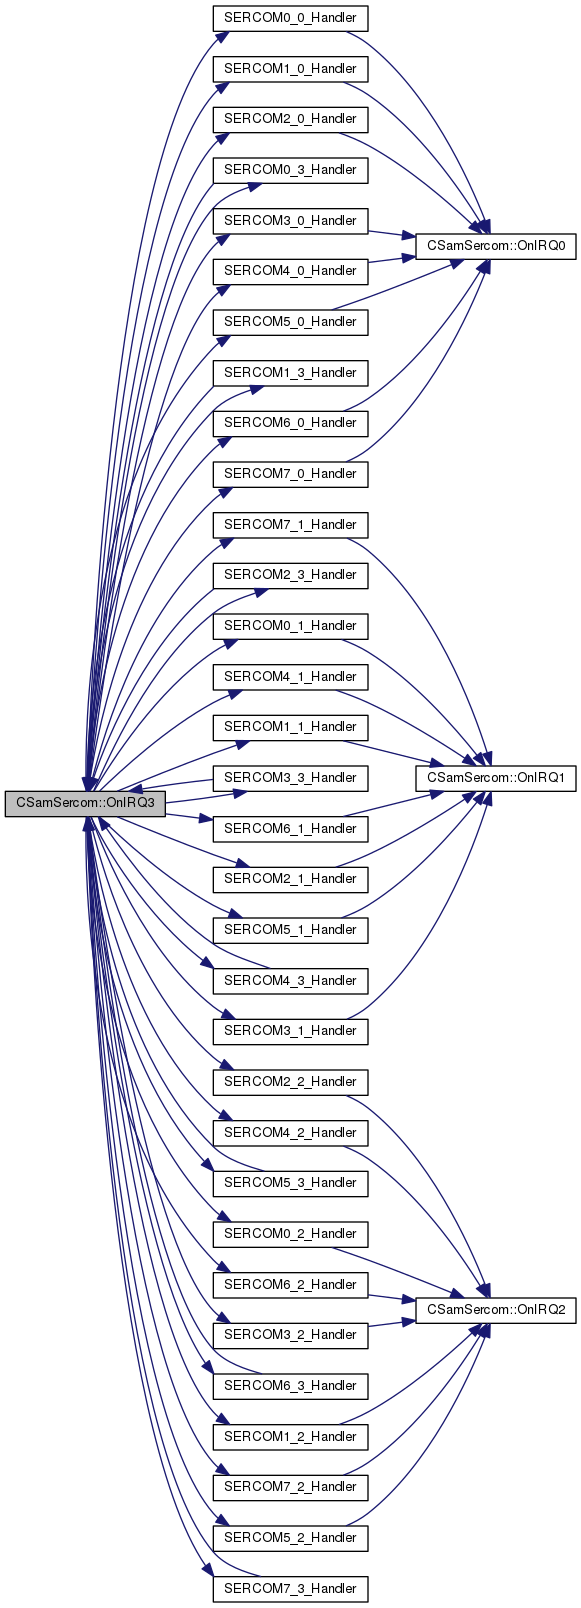 SERCOM0_0_Handler
SERCOM1_0_Handler
SERCOM2_0_Handler
SERCOM0_3_Handler
SERCOM3_0_Handler
CSamSercom::OnIRQ0
SERCOM4_0_Handler
SERCOM5_0_Handler
SERCOM1_3_Handler
SERCOM6_0_Handler
SERCOM7_0_Handler
SERCOM7_1_Handler
SERCOM2_3_Handler
SERCOM0_1_Handler
SERCOM4_1_Handler
SERCOM1_1_Handler
SERCOM3_3_Handler
CSamSercom::OnIRQ1
CSamSercom::OnIRQ3
SERCOM6_1_Handler
SERCOM2_1_Handler
SERCOM5_1_Handler
SERCOM4_3_Handler
SERCOM3_1_Handler
SERCOM2_2_Handler
SERCOM4_2_Handler
SERCOM5_3_Handler
SERCOM0_2_Handler
SERCOM6_2_Handler
CSamSercom::OnIRQ2
SERCOM3_2_Handler
SERCOM6_3_Handler
SERCOM1_2_Handler
SERCOM7_2_Handler
SERCOM5_2_Handler
SERCOM7_3_Handler